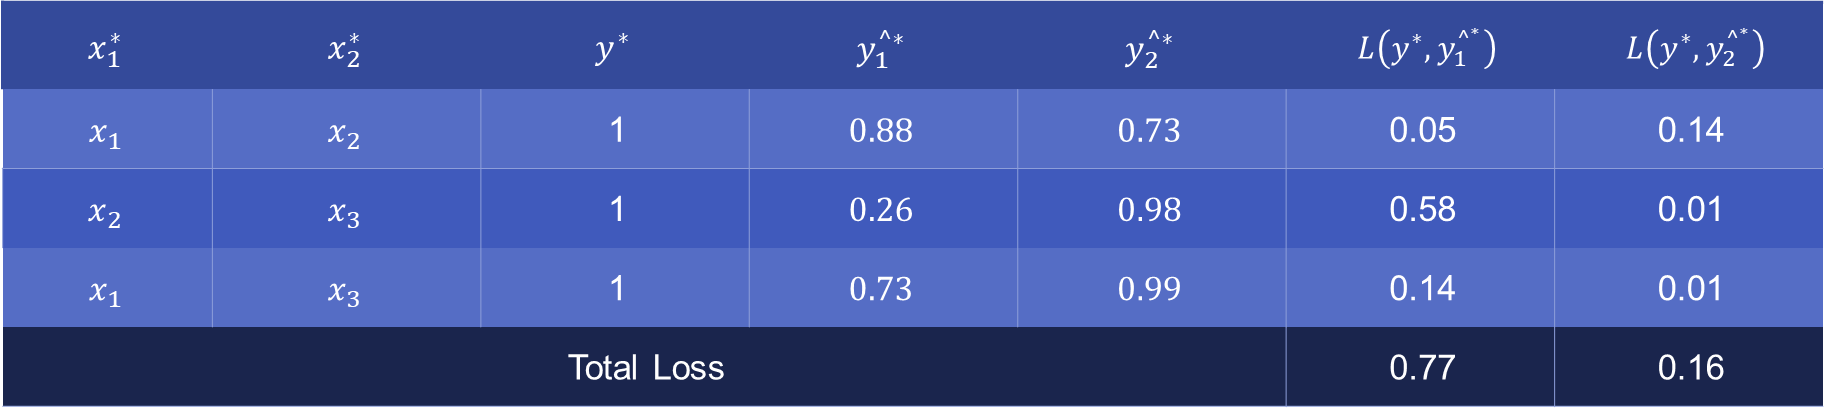 x₁* x₂* y* y₁^* y₂^* L(y*, y₁^*) L(y*, y₂^*)
x₁ x₂ 1 0.88 0.73 0.05 0.14
x₂ x₃ 1 0.26 0.98 0.58 0.01
x₁ x₃ 1 0.73 0.99 0.14 0.01
Total Loss 0.77 0.16